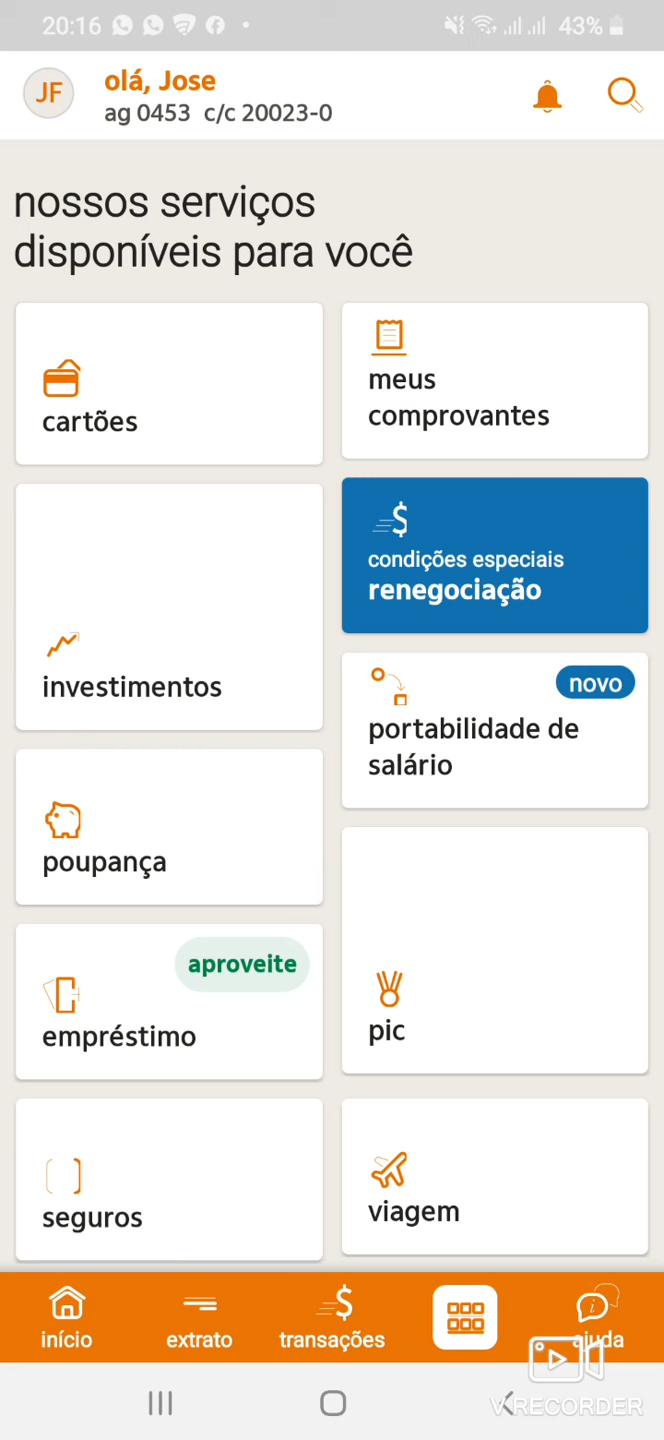 20:16
43%
JF
olá, Jose
ag 0453 c/c 20023-0
nossos serviços
disponíveis para você
cartões
meus
comprovantes
condições especiais
renegociação
investimentos
novo
portabilidade de
salário
poupança
aproveite
empréstimo
pic
seguros
viagem
início
extrato
transações
ajuda
V RECORDER